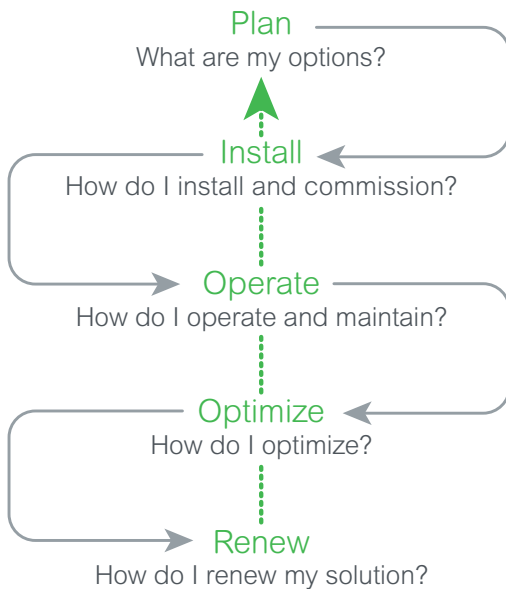 Plan
What are my options?
Install
How do I install and commission?
Operate
How do I operate and maintain?
Optimize
How do I optimize?
Renew
How do I renew my solution?